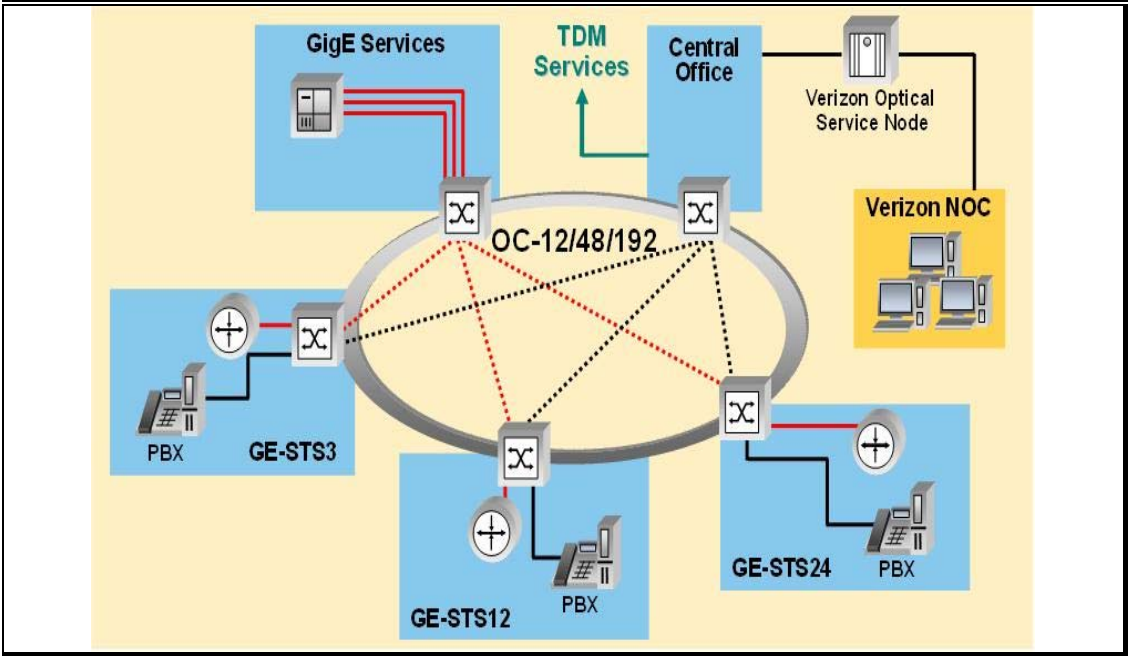 GigE Services
TDM
Services
Central
Office
Verizon Optical
Service Node
Verizon NOC
OC-12/48/192
PBX
GE-STS3
GE-STS12
PBX
GE-STS24
PBX